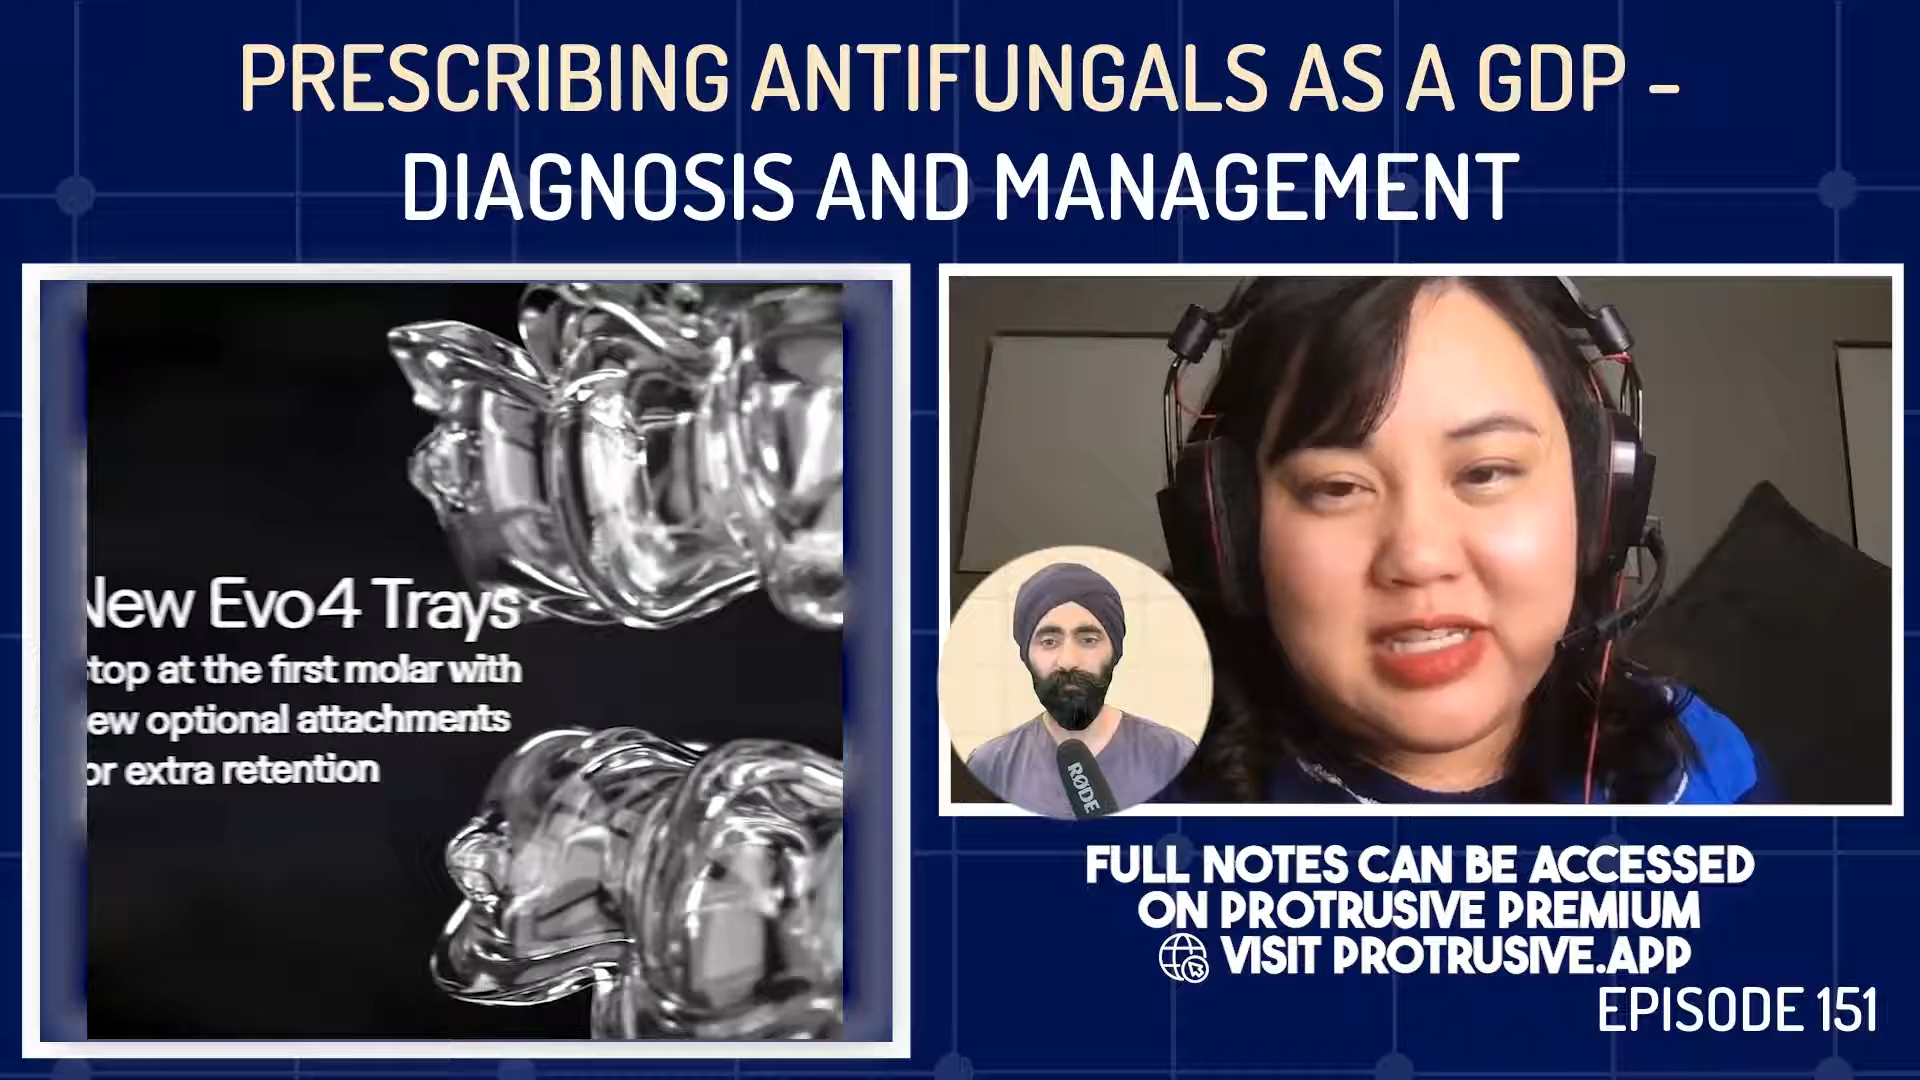 PRESCRIBING ANTIFUNGALS AS A GDP -
DIAGNOSIS AND MANAGEMENT
New Evo4 Trays
stop at the first molar with
ew optional attachments
or extra retention
RØDE
FULL NOTES CAN BE ACCESSED
ON PROTRUSIVE PREMIUM
VISIT PROTRUSIVE.APP
EPISODE 151